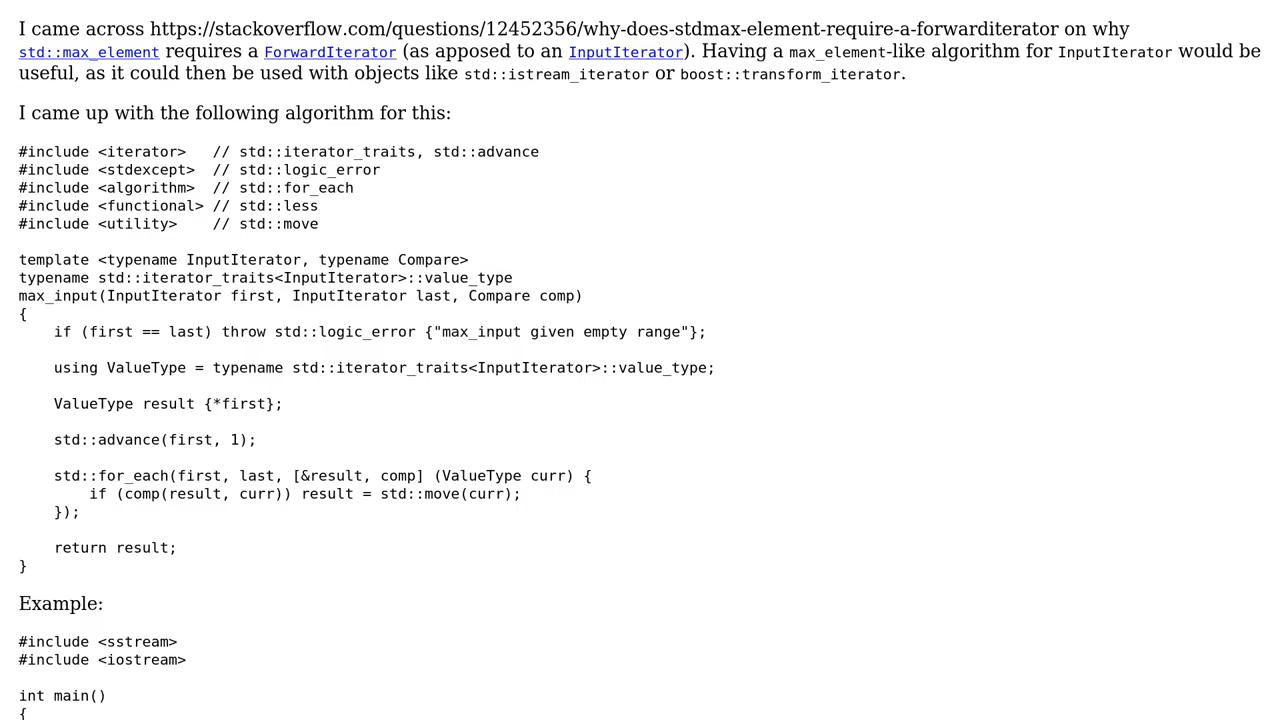 I came across https://stackoverflow.com/questions/12452356/why-does-stdmax-element-require-a-forwarditerator on why
std::max_element requires a ForwardIterator (as apposed to an InputIterator). Having a max_element-like algorithm for InputIterator would be
useful, as it could then be used with objects like std::istream_iterator or boost::transform_iterator.
I came up with the following algorithm for this:
#include <iterator>   // std::iterator_traits, std::advance
#include <stdexcept>  // std::logic_error
#include <algorithm>  // std::for_each
#include <functional> // std::less
#include <utility>    // std::move
template <typename InputIterator, typename Compare>
typename std::iterator_traits<InputIterator>::value_type
max_input(InputIterator first, InputIterator last, Compare comp)
{
    if (first == last) throw std::logic_error {"max_input given empty range"};
    using ValueType = typename std::iterator_traits<InputIterator>::value_type;
    ValueType result {*first};
    std::advance(first, 1);
    std::for_each(first, last, [&result, comp] (ValueType curr) {
        if (comp(result, curr)) result = std::move(curr);
    });
    return result;
}
Example:
#include <sstream>
#include <iostream>
int main()
{